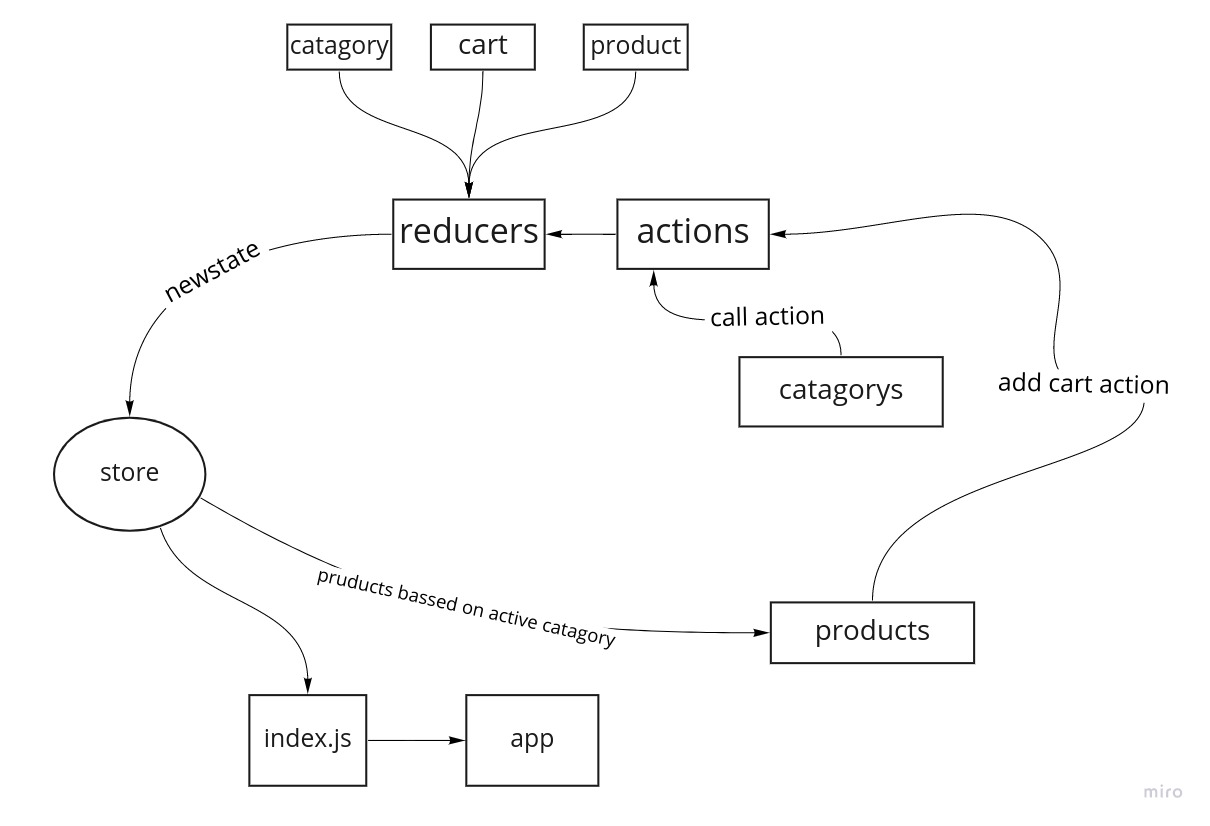 catagory
cart
product
reducers
actions
newstate
call action
catagorys
add cart action
store
pruducts bassed on active catagory
products
index.js
app
miro